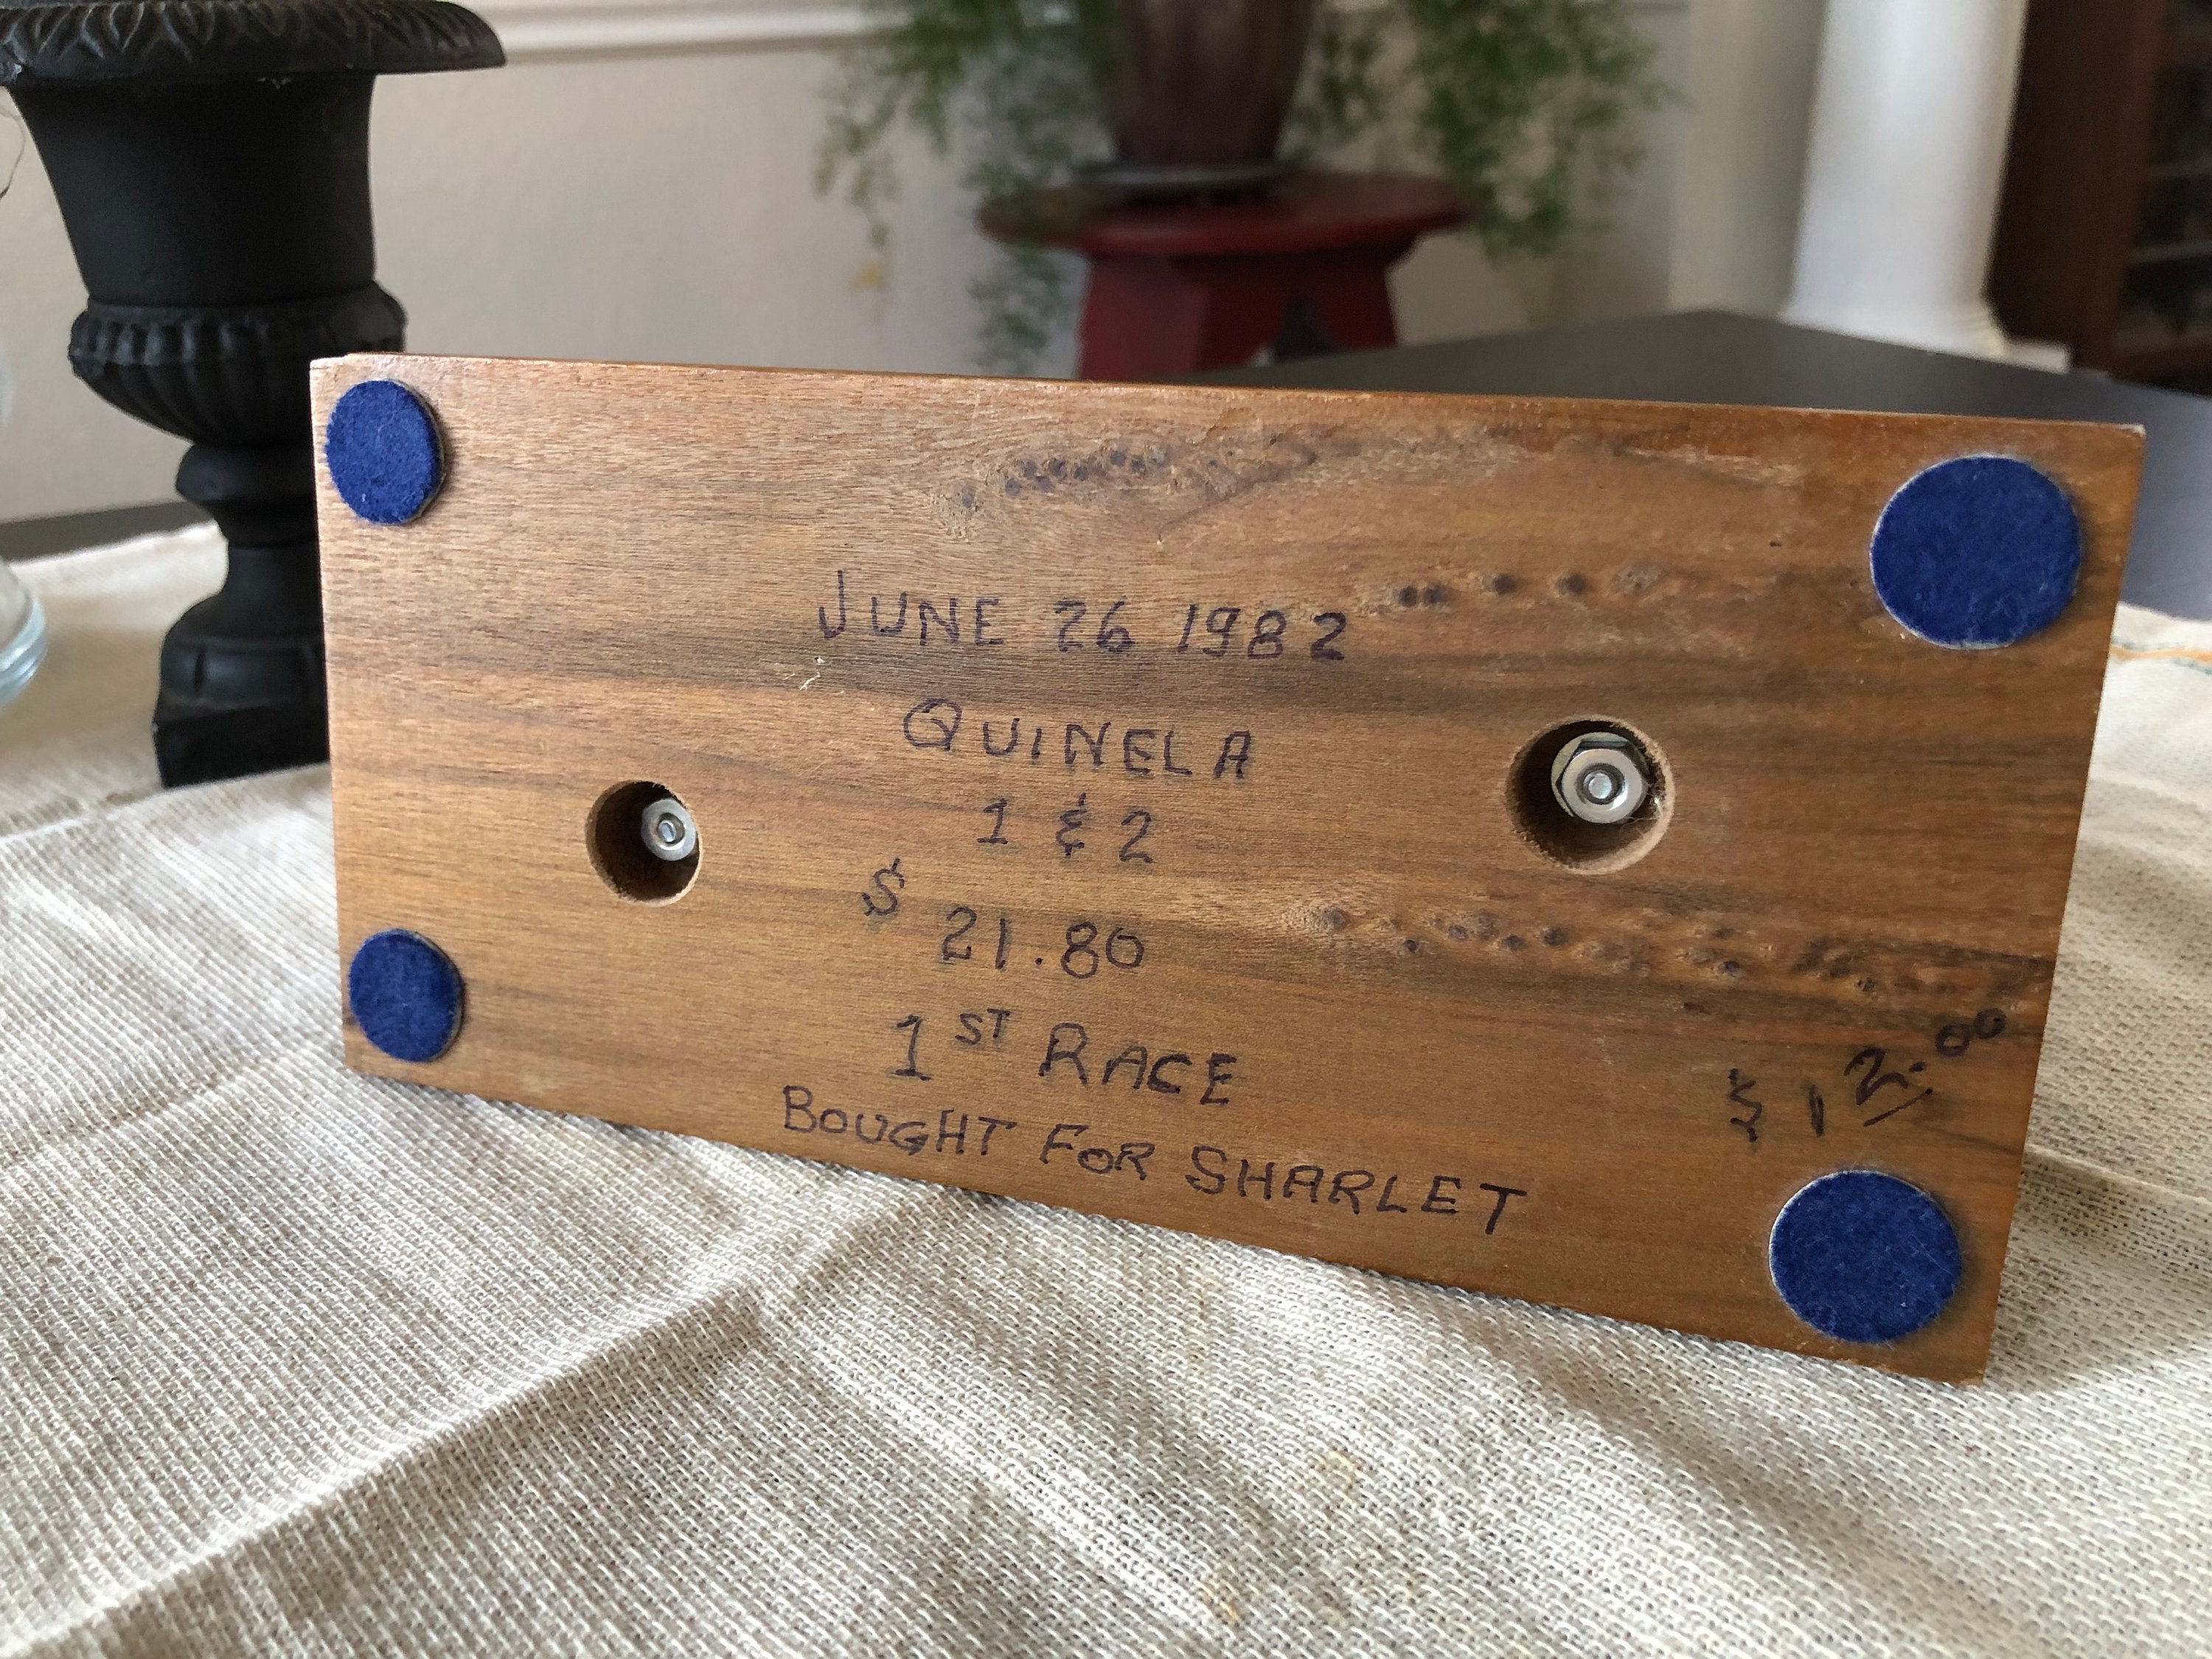 JUNE 26 1982
QUINELA
1 & 2
$ 21.80
1ST RACE
BOUGHT FOR SHARLET
$ 12.00